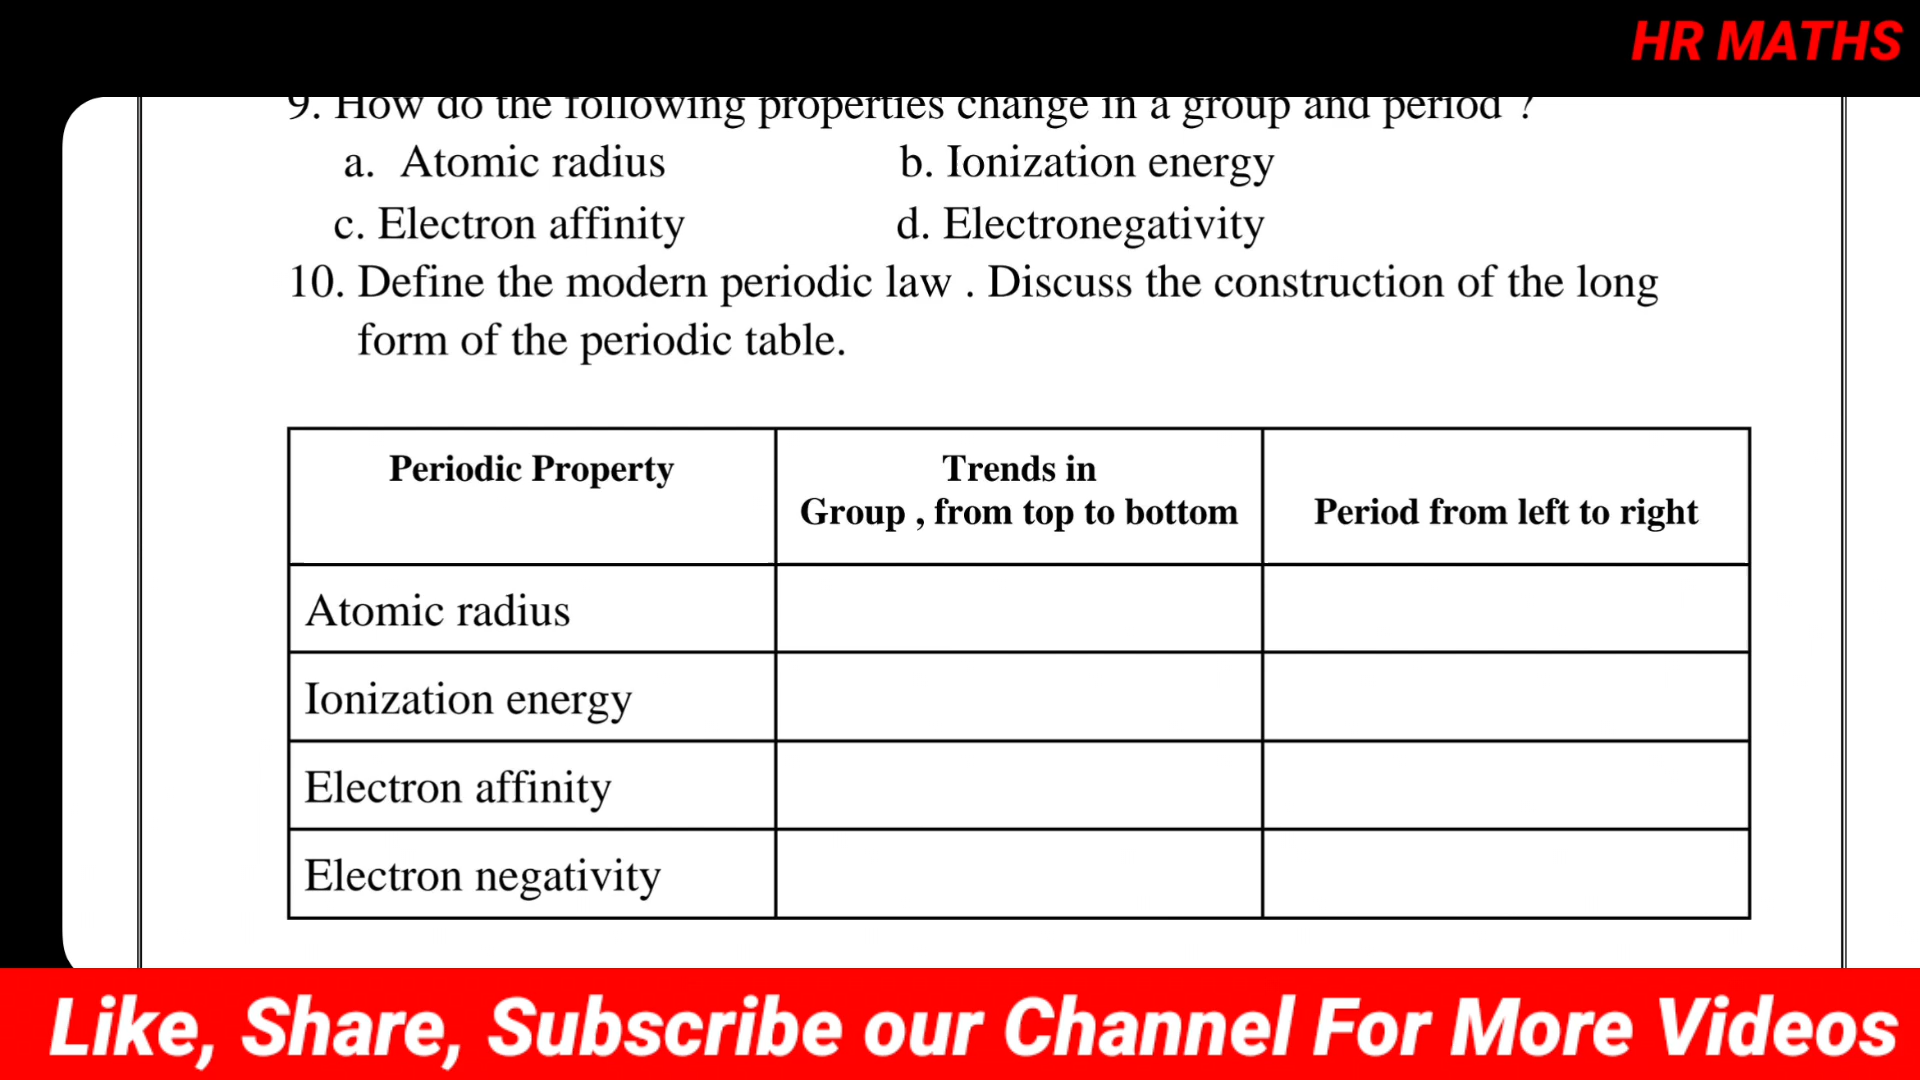 HR MATHS
9. How do the following properties change in a group and period ?
a. Atomic radius b. Ionization energy
c. Electron affinity d. Electronegativity
10. Define the modern periodic law . Discuss the construction of the long
form of the periodic table.
Periodic Property
Trends in
Group , from top to bottom
Period from left to right
Atomic radius
Ionization energy
Electron affinity
Electron negativity
Like, Share, Subscribe our Channel For More Videos